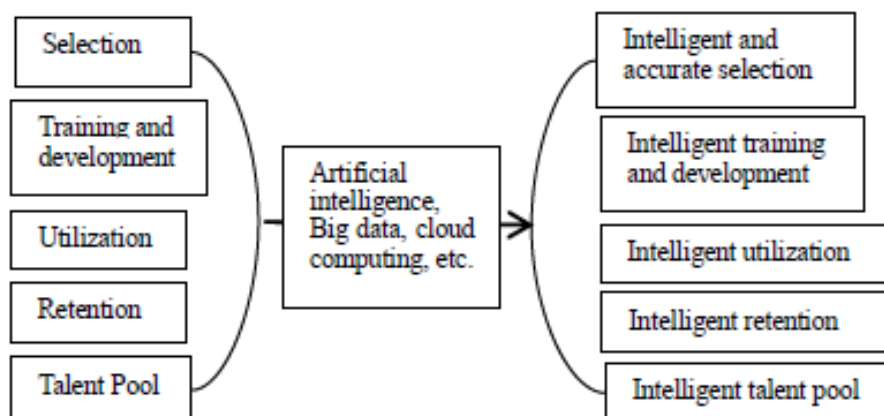 Selection
Training and
development
Utilization
Retention
Talent Pool
Artificial
intelligence,
Big data, cloud
computing, etc.
Intelligent and
accurate selection
Intelligent training
and development
Intelligent utilization
Intelligent retention
Intelligent talent pool